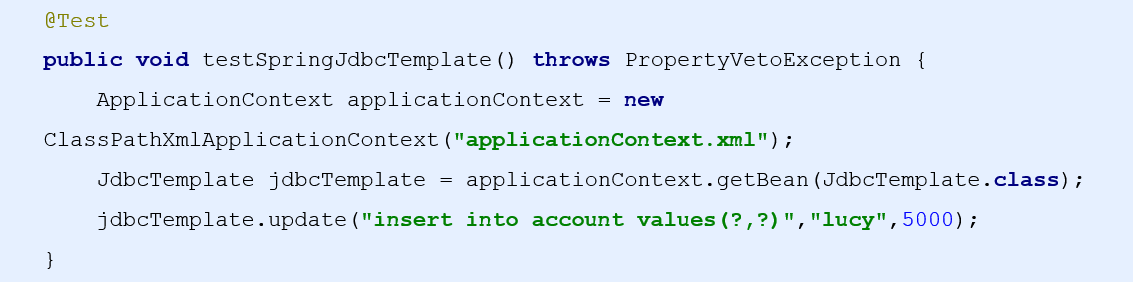 @Test
public void testSpringJdbcTemplate() throws PropertyVetoException {
    ApplicationContext applicationContext = new
ClassPathXmlApplicationContext("applicationContext.xml");
    JdbcTemplate jdbcTemplate = applicationContext.getBean(JdbcTemplate.class);
    jdbcTemplate.update("insert into account values(?,?)","lucy",5000);
}